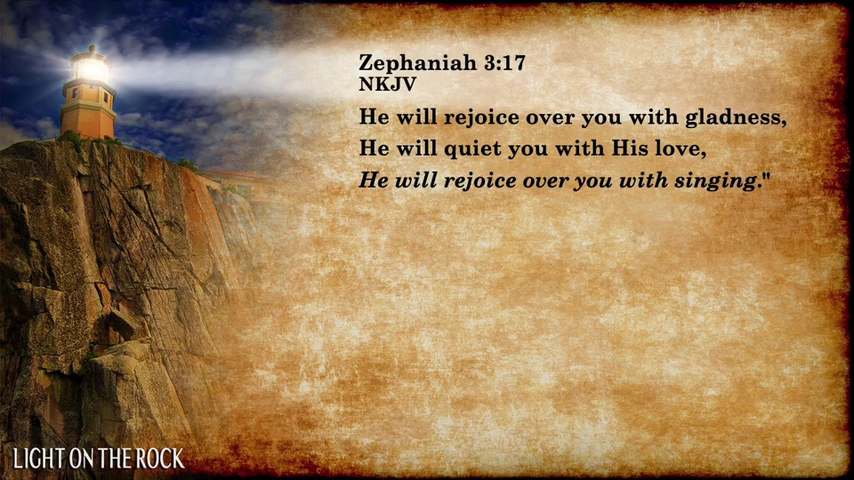 Zephaniah 3:17
NKJV
He will rejoice over you with gladness,
He will quiet you with His love,
He will rejoice over you with singing."
LIGHT ON THE ROCK